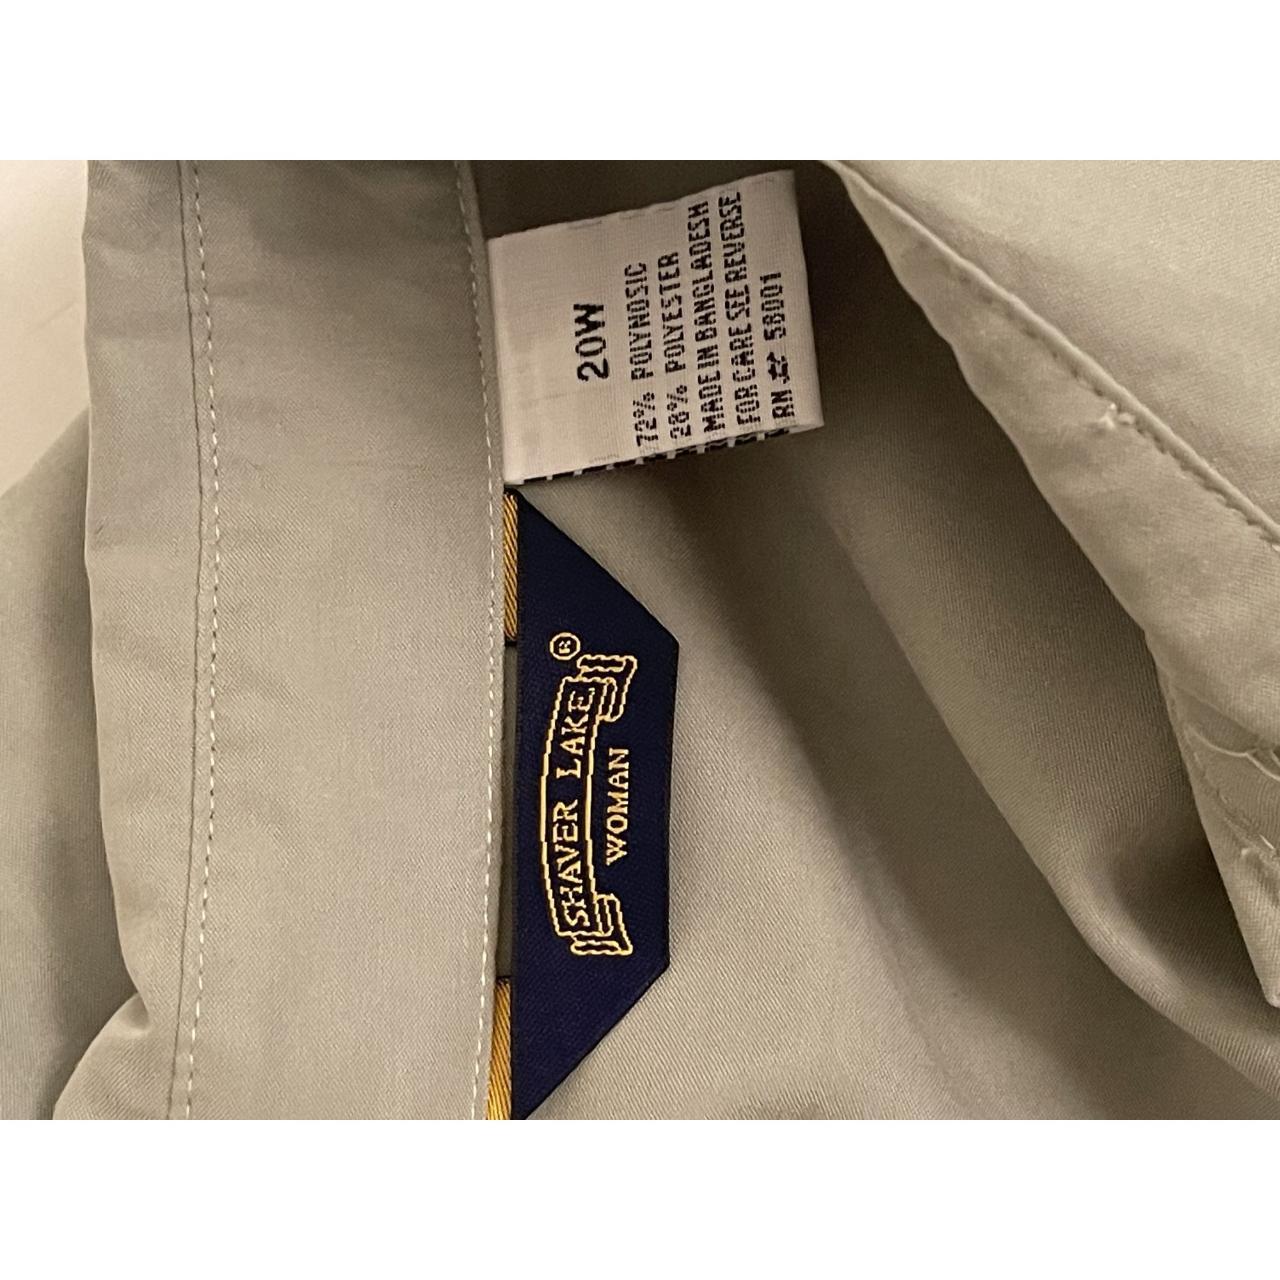 20W
72% POLYNOSIC
28% POLYESTER
MADE IN BANGLADESH
FOR CARE SEE REVERSE
RN # 58001
SHAVER LAKE ®
WOMAN